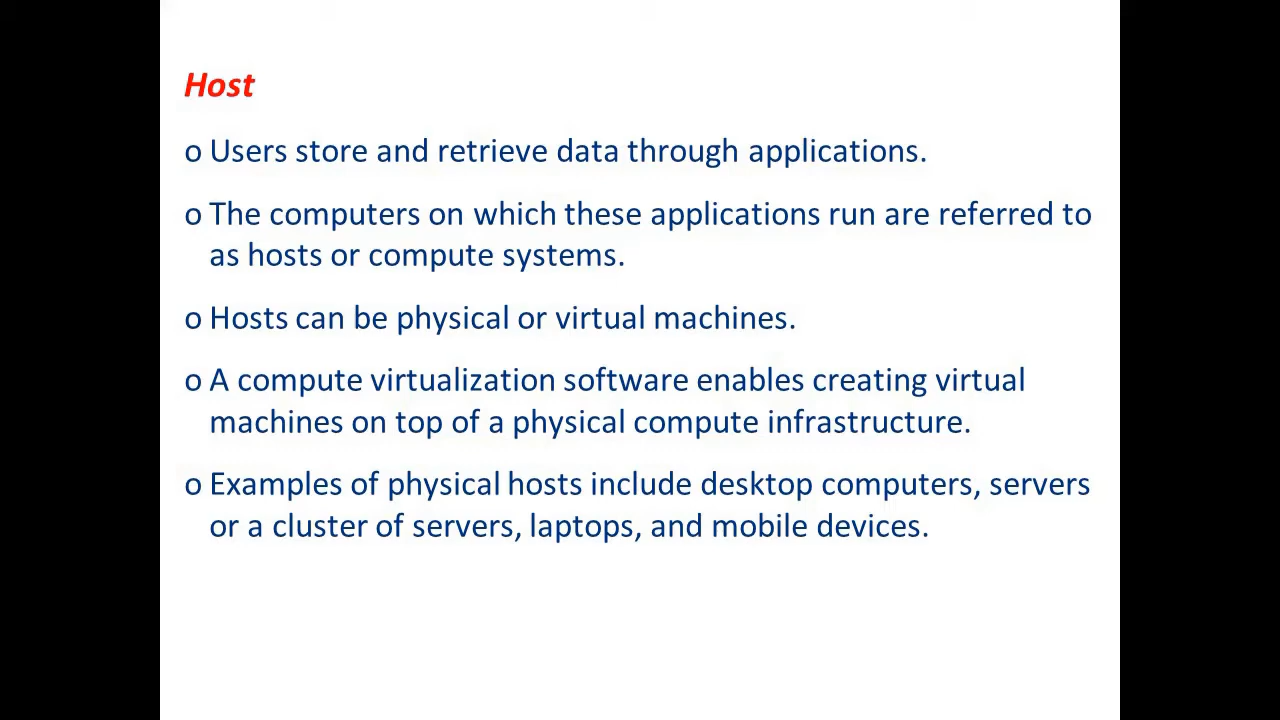 Host
o Users store and retrieve data through applications.
o The computers on which these applications run are referred to
as hosts or compute systems.
o Hosts can be physical or virtual machines.
o A compute virtualization software enables creating virtual
machines on top of a physical compute infrastructure.
o Examples of physical hosts include desktop computers, servers
or a cluster of servers, laptops, and mobile devices.